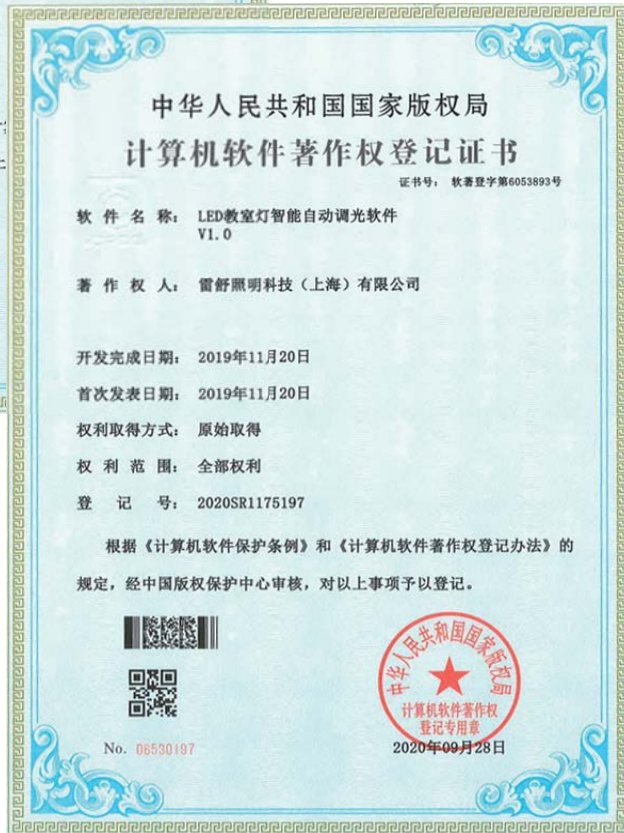 中华人民共和国国家版权局
计算机软件著作权登记证书
证书号: 软著登字第6053893号
软件名称: LED教室灯智能自动调光软件
V1.0
著作权人: 雷舒照明科技（上海）有限公司
开发完成日期: 2019年11月20日
首次发表日期: 2019年11月20日
权利取得方式: 原始取得
权利范围: 全部权利
登记号: 2020SR1175197
根据《计算机软件保护条例》和《计算机软件著作权登记办法》的
规定，经中国版权保护中心审核，对以上事项予以登记。
中华人民共和国国家版权局
计算机软件著作权
登记专用章
No. 06530197
2020年09月28日